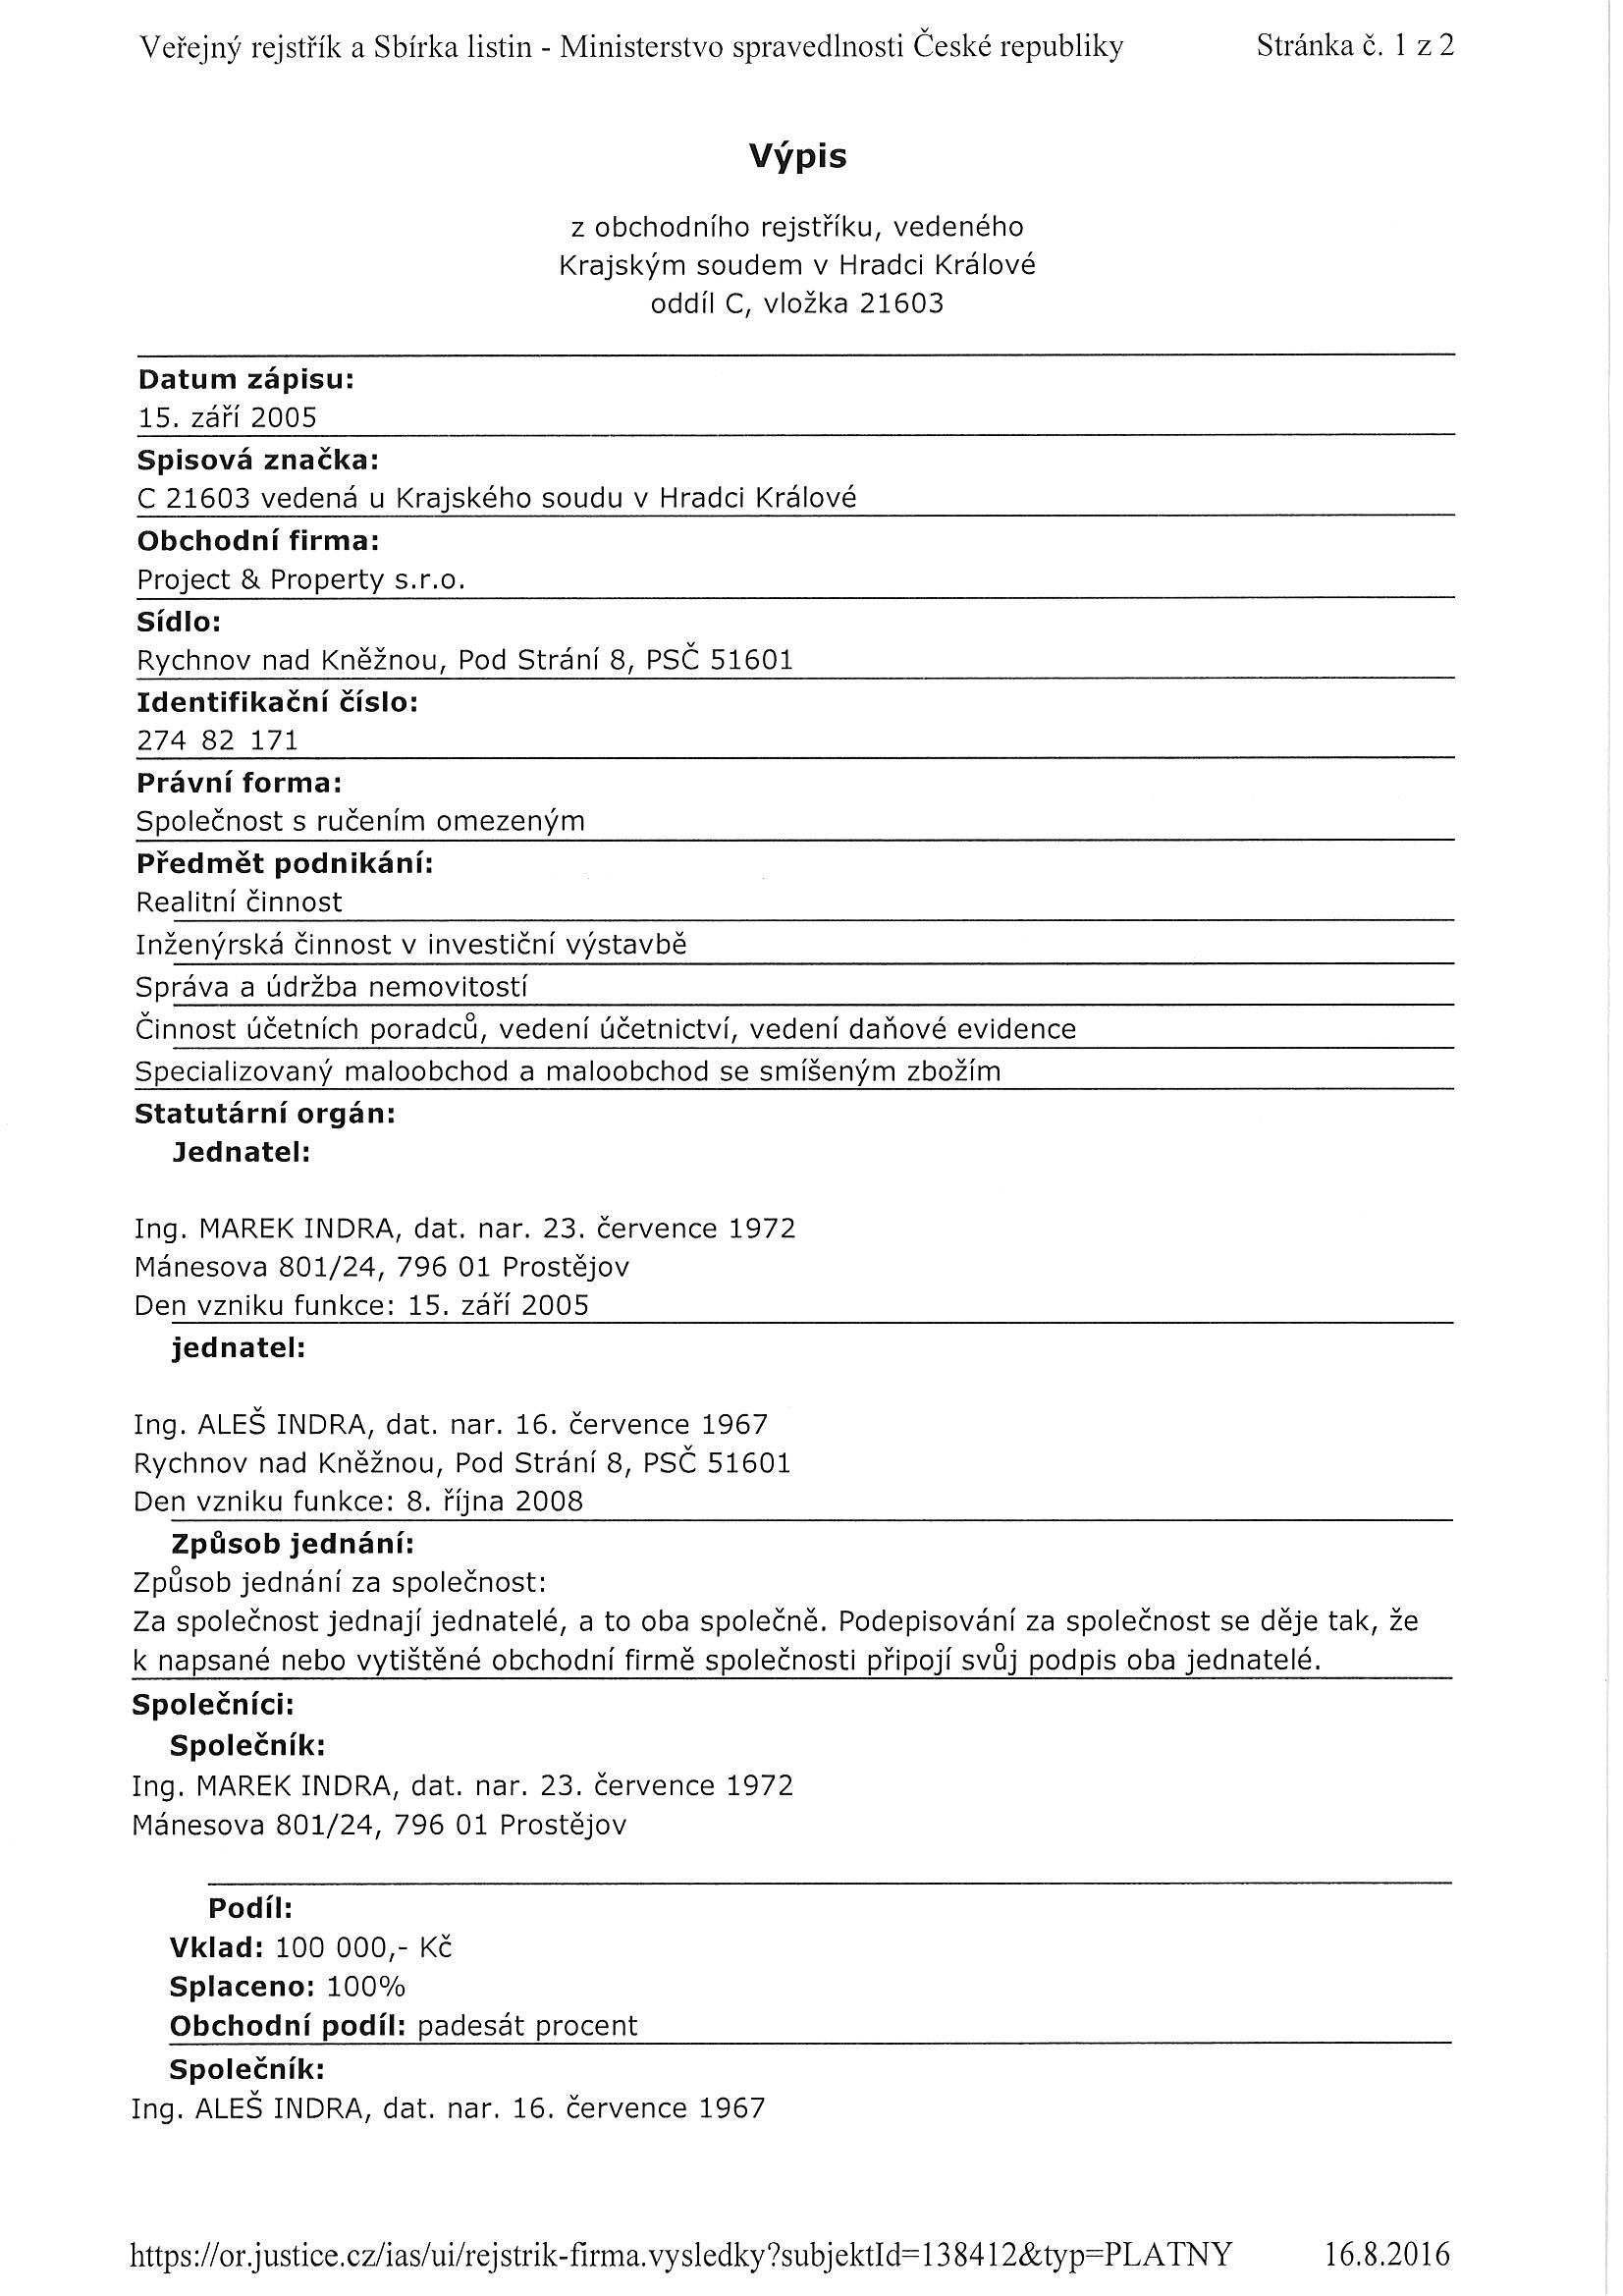 Veřejný rejstřík a Sbírka listin - Ministerstvo spravedlnosti České republiky Stránka č. 1 z 2
Výpis
z obchodního rejstříku, vedeného
Krajským soudem v Hradci Králové
oddíl C, vložka 21603
Datum zápisu:
15. září 2005
Spisová značka:
C 21603 vedená u Krajského soudu v Hradci Králové
Obchodní firma:
Project & Property s.r.o.
Sídlo:
Rychnov nad Kněžnou, Pod Strání 8, PSČ 51601
Identifikační číslo:
274 82 171
Právní forma:
Společnost s ručením omezeným
Předmět podnikání:
Realitní činnost
Inženýrská činnost v investiční výstavbě
Správa a údržba nemovitostí
Činnost účetních poradců, vedení účetnictví, vedení daňové evidence
Specializovaný maloobchod a maloobchod se smíšeným zbožím
Statutární orgán:
Jednatel:
Ing. MAREK INDRA, dat. nar. 23. července 1972
Mánesova 801/24, 796 01 Prostějov
Den vzniku funkce: 15. září 2005
jednatel:
Ing. ALEŠ INDRA, dat. nar. 16. července 1967
Rychnov nad Kněžnou, Pod Strání 8, PSČ 51601
Den vzniku funkce: 8. října 2008
Způsob jednání:
Způsob jednání za společnost:
Za společnost jednají jednatelé, a to oba společně. Podepisování za společnost se děje tak, že
k napsané nebo vytištěné obchodní firmě společnosti připojí svůj podpis oba jednatelé.
Společníci:
Společník:
Ing. MAREK INDRA, dat. nar. 23. července 1972
Mánesova 801/24, 796 01 Prostějov
Podíl:
Vklad: 100 000,- Kč
Splaceno: 100%
Obchodní podíl: padesát procent
Společník:
Ing. ALEŠ INDRA, dat. nar. 16. července 1967
https://or.justice.cz/ias/ui/rejstrik-firma.vysledky?subjektId=138412&typ=PLATNY 16.8.2016